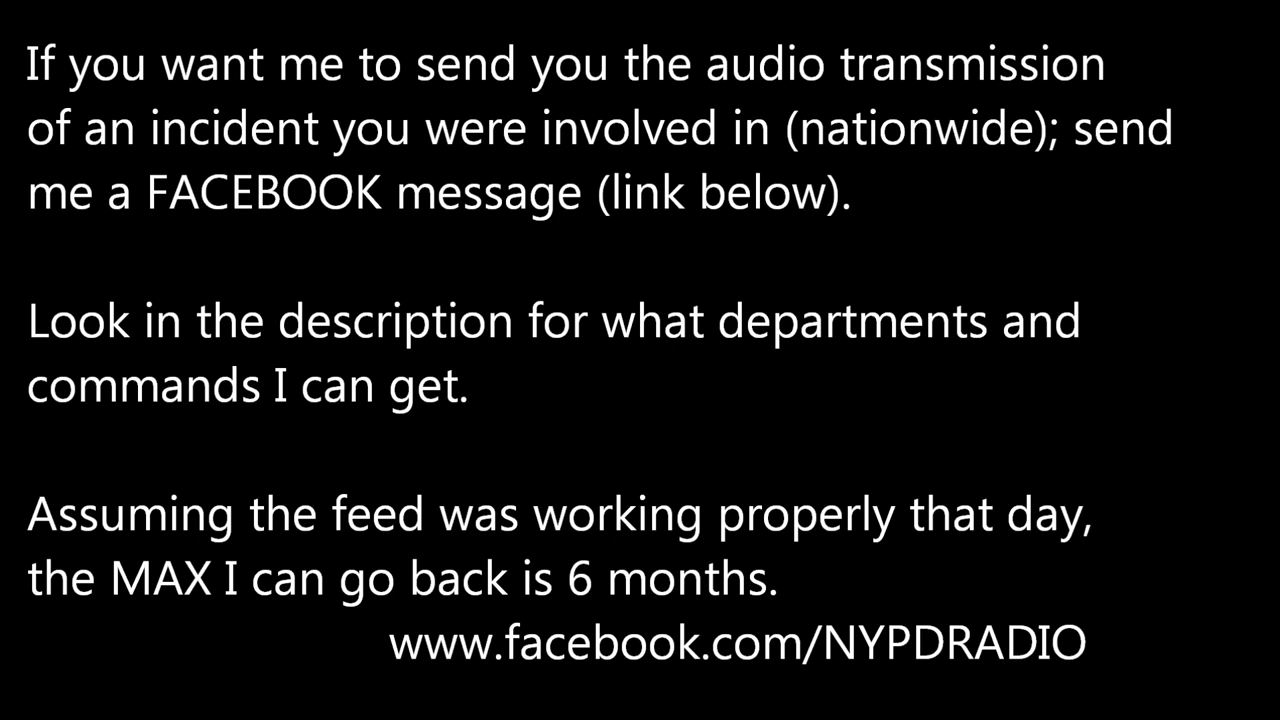 If you want me to send you the audio transmission
of an incident you were involved in (nationwide); send
me a FACEBOOK message (link below).
Look in the description for what departments and
commands I can get.
Assuming the feed was working properly that day,
the MAX I can go back is 6 months.
www.facebook.com/NYPDRADIO